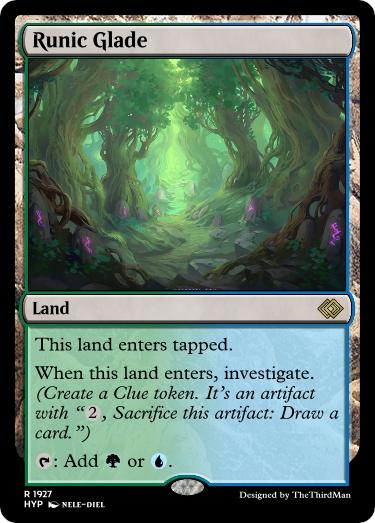 Runic Glade
Land
This land enters tapped.
When this land enters, investigate.
(Create a Clue token. It's an artifact
with “2, Sacrifice this artifact: Draw a
card.”)
: Add or .
R 1927
HYP NELE-DIEL
Designed by TheThirdMan